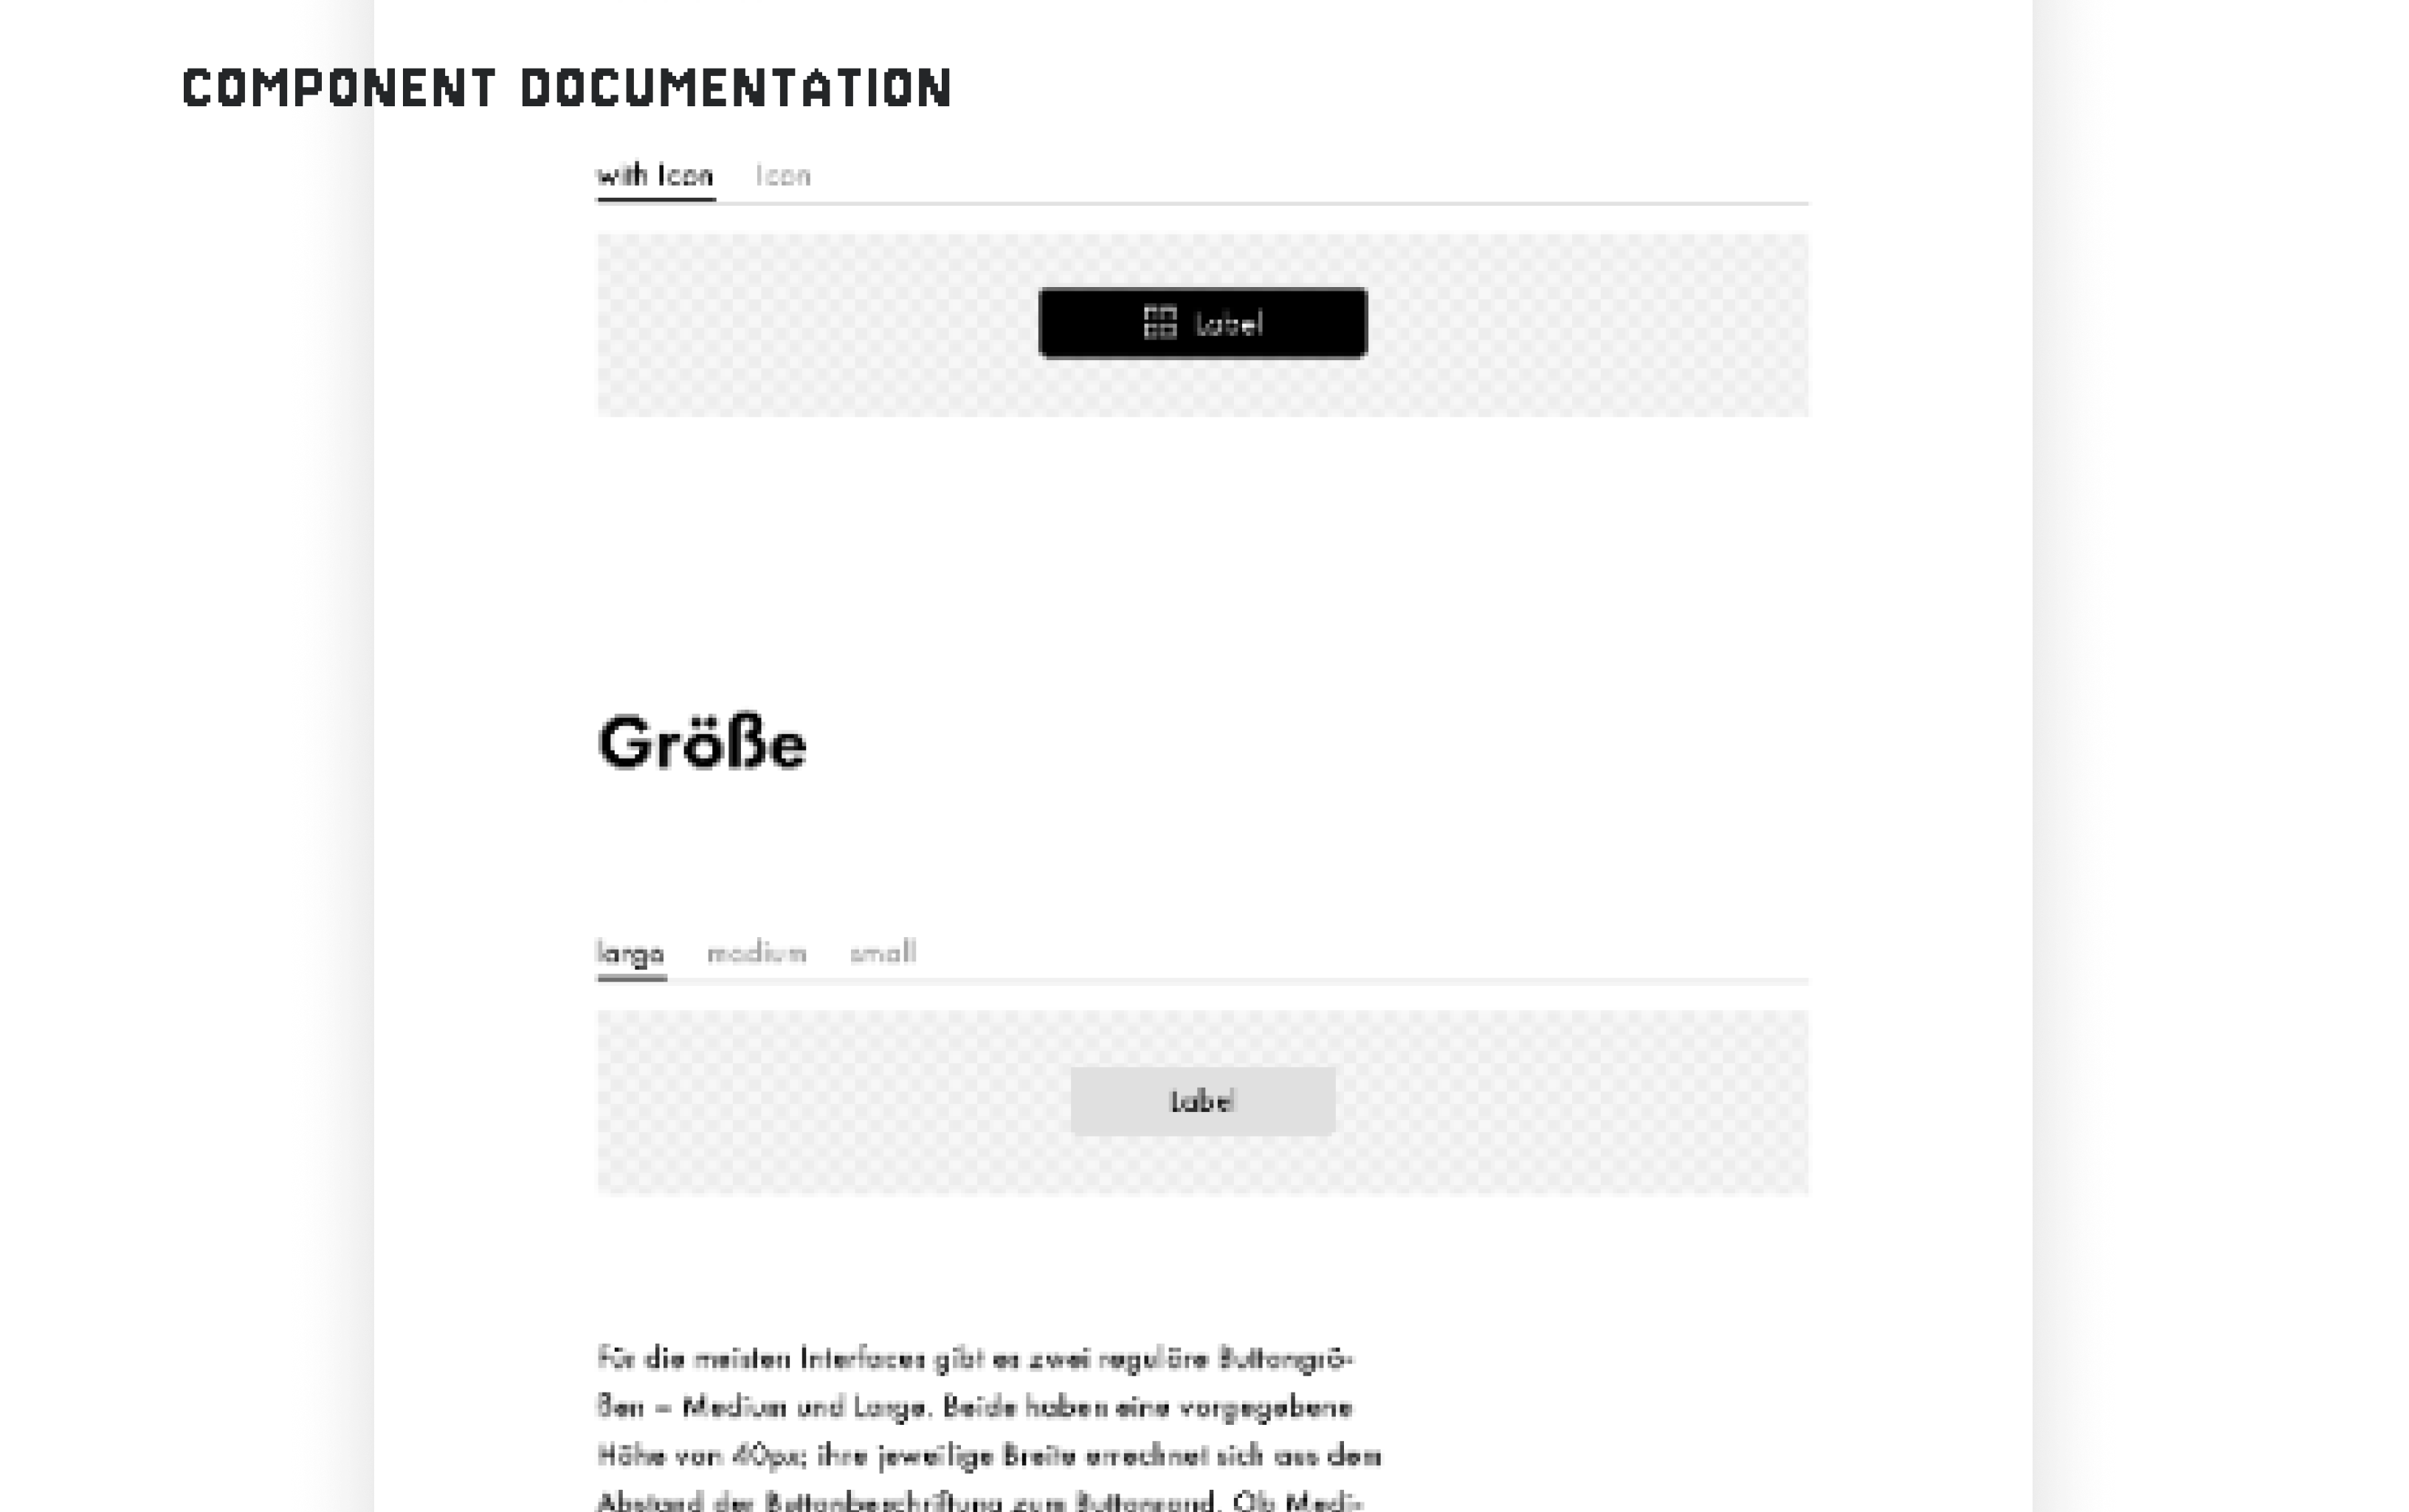 COMPONENT DOCUMENTATION
with Icon Icon
Label
Größe
large medium small
Label
Für die meisten Interfaces gibt es zwei reguläre Buttongrö-
ßen – Medium und Large. Beide haben eine vorgegebene
Höhe von 40px; ihre jeweilige Breite errechnet sich aus dem
Abstand der Buttonbeschriftung zum Buttonrand. Ob Medi-